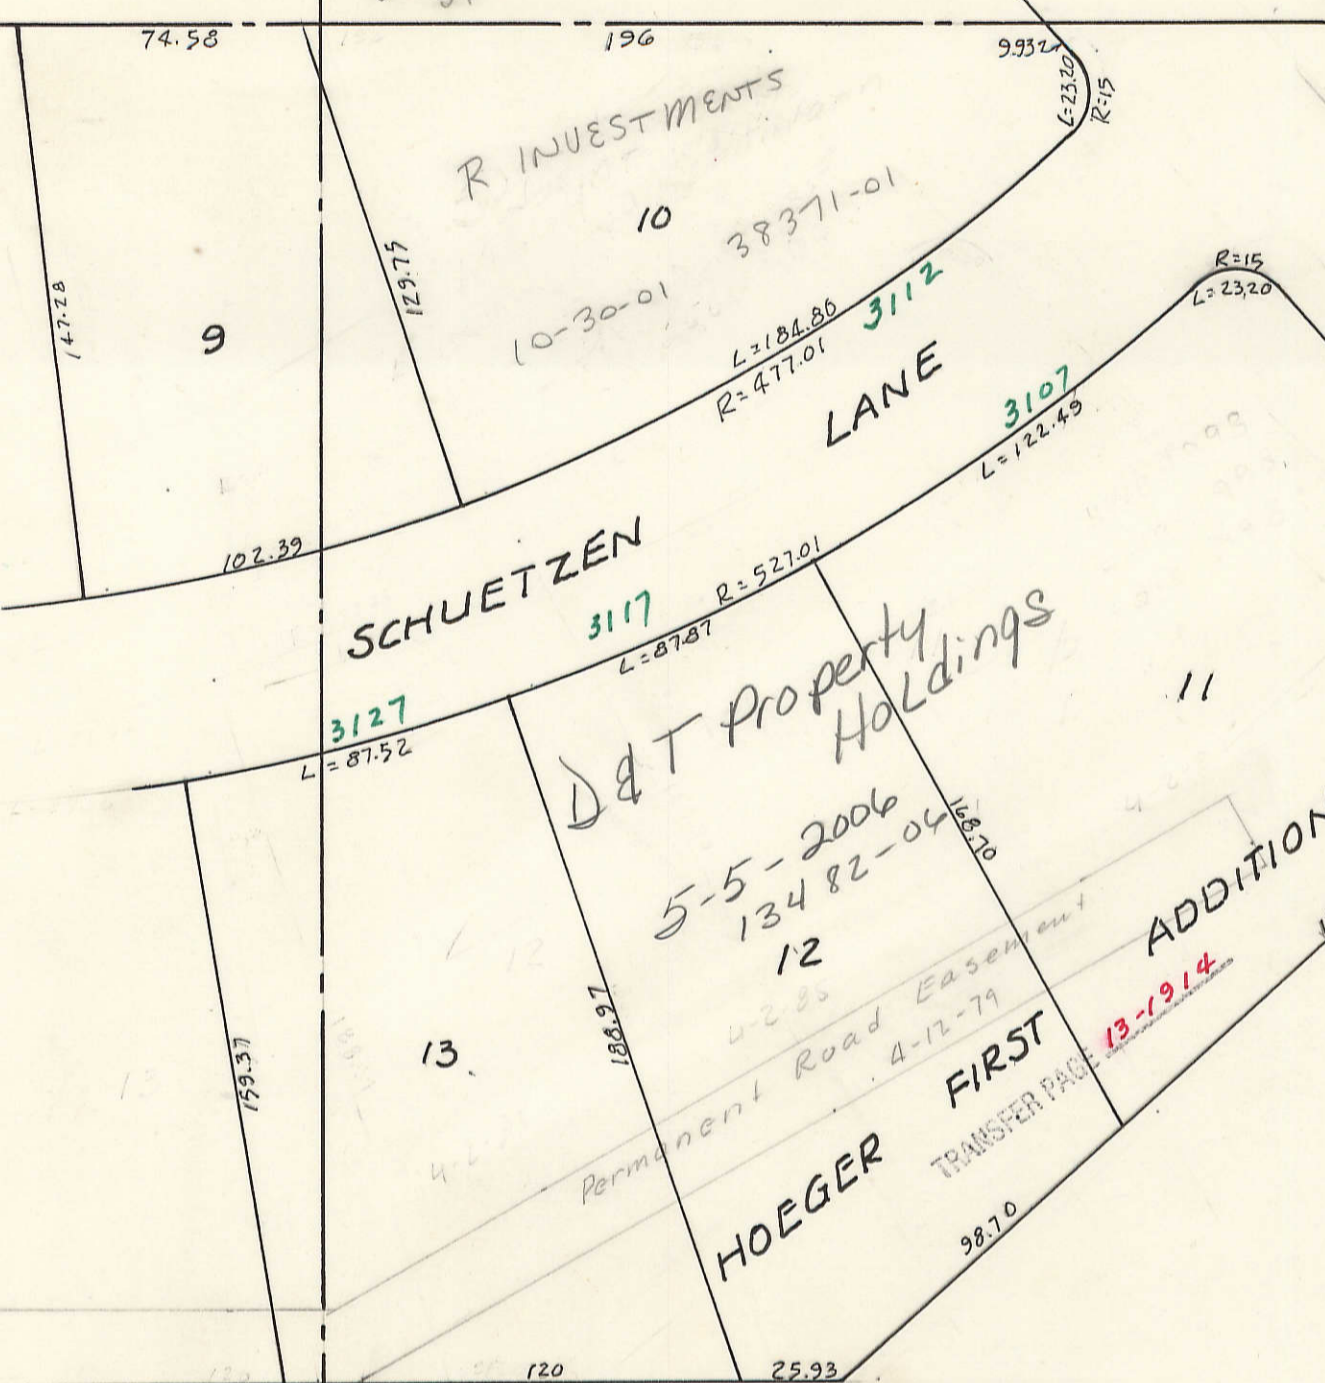 74.58
196
9.932
L=23.20
R=15
R INVESTMENTS
10
38371-01
10-30-01
147.28
9
129.75
L=184.86
R=477.01
3112
R=15
L=23,20
LANE
3107
L=122.49
102.39
SCHUETZEN
3117
R=527.01
L=87.87
3127
L=87.52
D&T Property
Holdings
11
5-5-2006
13482-06
12
168.70
ADDITION
13-1914
Permanent Road Easement
4-12-79
188.97
13
159.37
FIRST
TRANSFER PAGE
HOEGER
98.70
120
25.93